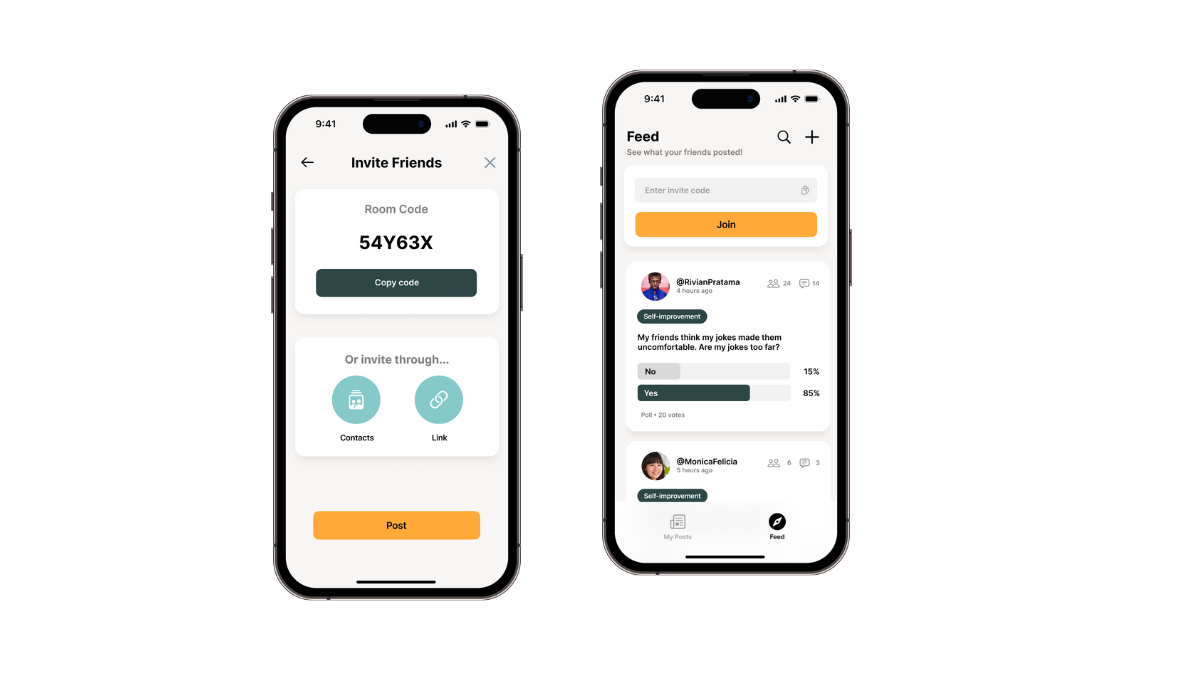 9:41
Invite Friends
Room Code
54Y63X
Copy code
Or invite through...
Contacts
Link
Post
9:41
Feed
See what your friends posted!
Enter invite code
Join
@RivianPratama
24
14
4 hours ago
Self-improvement
My friends think my jokes made them
uncomfortable. Are my jokes too far?
No
15%
Yes
85%
Poll • 20 votes
@MonicaFelicia
6
3
5 hours ago
Self-improvement
My Posts
Feed